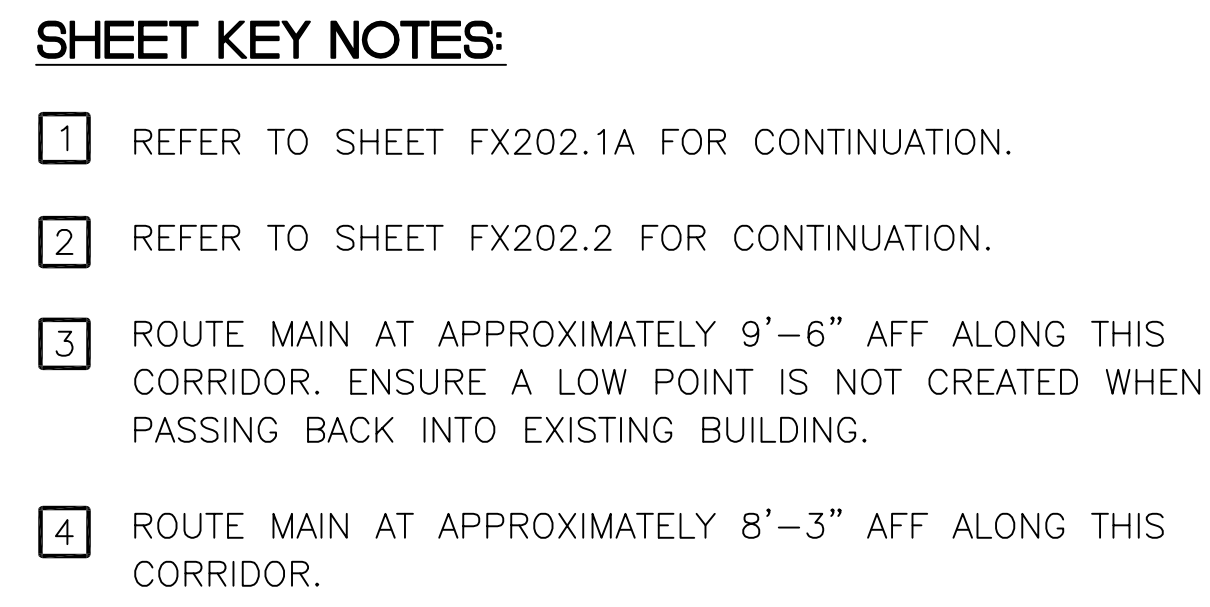 SHEET KEY NOTES:
1 REFER TO SHEET FX202.1A FOR CONTINUATION.
2 REFER TO SHEET FX202.2 FOR CONTINUATION.
3 ROUTE MAIN AT APPROXIMATELY 9'-6" AFF ALONG THIS
CORRIDOR. ENSURE A LOW POINT IS NOT CREATED WHEN
PASSING BACK INTO EXISTING BUILDING.
4 ROUTE MAIN AT APPROXIMATELY 8'-3" AFF ALONG THIS
CORRIDOR.